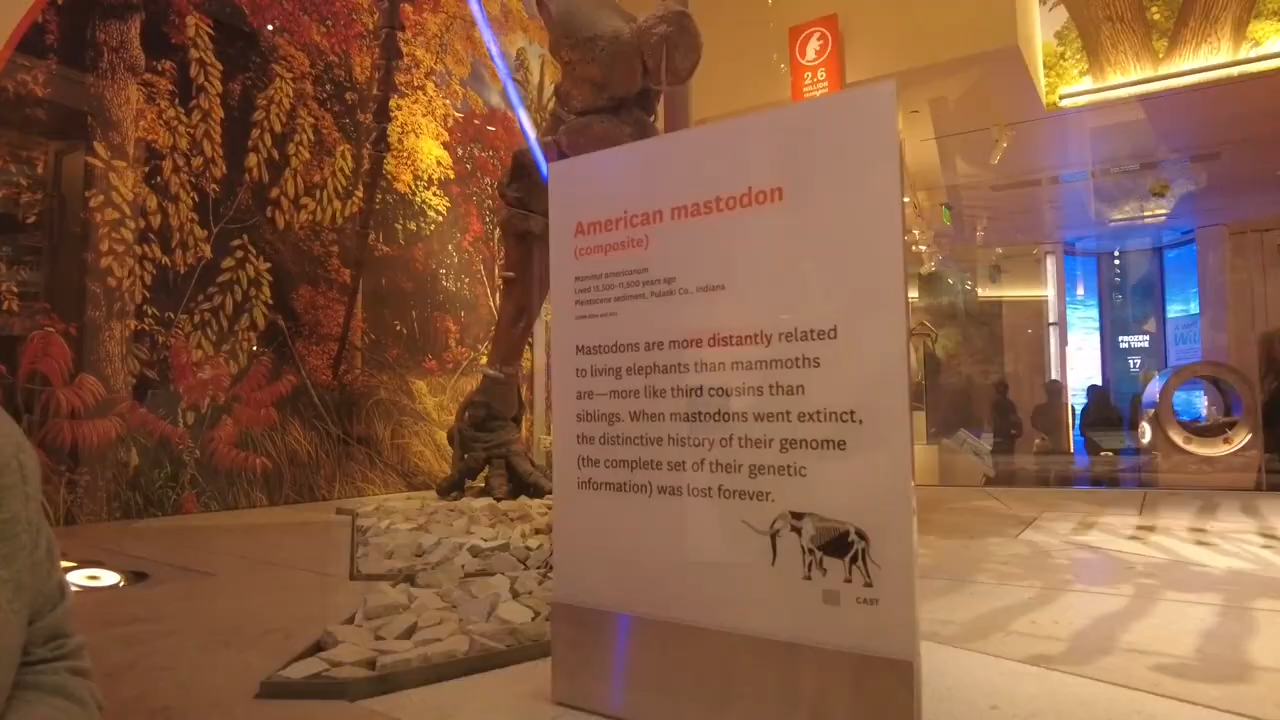 2.6
MILLION
American mastodon
(composite)
Mammut americanum
Lived 13,500-11,500 years ago
Pleistocene sediment, Pulaski Co., Indiana
Mastodons are more distantly related
to living elephants than mammoths
are—more like third cousins than
siblings. When mastodons went extinct,
the distinctive history of their genome
(the complete set of their genetic
information) was lost forever.
CAST
FROZEN
IN TIME
17